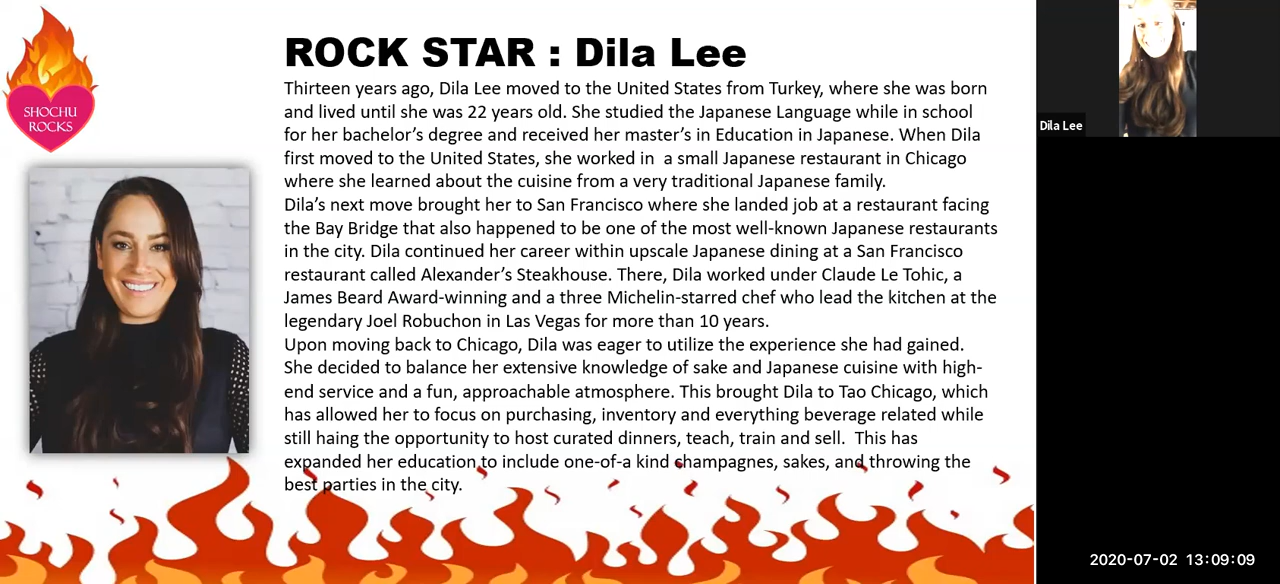 SHOCHU
ROCKS
ROCK STAR : Dila Lee
Thirteen years ago, Dila Lee moved to the United States from Turkey, where she was born
and lived until she was 22 years old. She studied the Japanese Language while in school
for her bachelor’s degree and received her master’s in Education in Japanese. When Dila
first moved to the United States, she worked in  a small Japanese restaurant in Chicago
where she learned about the cuisine from a very traditional Japanese family.
Dila’s next move brought her to San Francisco where she landed job at a restaurant facing
the Bay Bridge that also happened to be one of the most well-known Japanese restaurants
in the city. Dila continued her career within upscale Japanese dining at a San Francisco
restaurant called Alexander’s Steakhouse. There, Dila worked under Claude Le Tohic, a
James Beard Award-winning and a three Michelin-starred chef who lead the kitchen at the
legendary Joel Robuchon in Las Vegas for more than 10 years.
Upon moving back to Chicago, Dila was eager to utilize the experience she had gained.
She decided to balance her extensive knowledge of sake and Japanese cuisine with high-
end service and a fun, approachable atmosphere. This brought Dila to Tao Chicago, which
has allowed her to focus on purchasing, inventory and everything beverage related while
still haing the opportunity to host curated dinners, teach, train and sell.  This has
expanded her education to include one-of-a kind champagnes, sakes, and throwing the
best parties in the city.
Dila Lee
2020-07-02 13:09:09